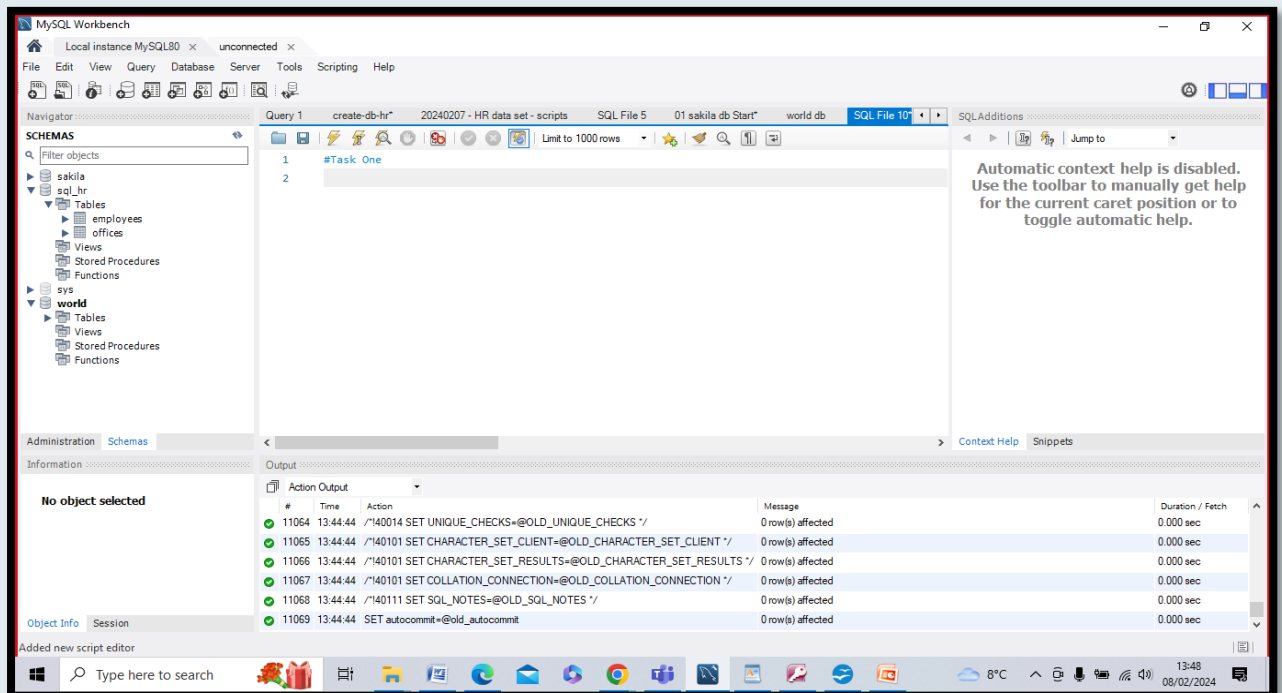 MySQL Workbench
Local instance MySQL80 × unconnected ×
File Edit View Query Database Server Tools Scripting Help
Navigator
SCHEMAS
Filter objects
sakila
sql_hr
Tables
employees
offices
Views
Stored Procedures
Functions
sys
world
Tables
Views
Stored Procedures
Functions
Administration Schemas
Information
No object selected
Object Info Session
Query 1 create-db-hr* 20240207 - HR data set - scripts SQL File 5 01 sakila db Start* world db SQL File 10*
Limit to 1000 rows
1 #Task One
2
SQLAdditions
Jump to
Automatic context help is disabled.
Use the toolbar to manually get help
for the current caret position or to
toggle automatic help.
Context Help Snippets
Output
Action Output
# Time Action Message Duration / Fetch
11064 13:44:44 /*!40014 SET UNIQUE_CHECKS=@OLD_UNIQUE_CHECKS */ 0 row(s) affected 0.000 sec
11065 13:44:44 /*!40101 SET CHARACTER_SET_CLIENT=@OLD_CHARACTER_SET_CLIENT */ 0 row(s) affected 0.000 sec
11066 13:44:44 /*!40101 SET CHARACTER_SET_RESULTS=@OLD_CHARACTER_SET_RESULTS */ 0 row(s) affected 0.000 sec
11067 13:44:44 /*!40101 SET COLLATION_CONNECTION=@OLD_COLLATION_CONNECTION */ 0 row(s) affected 0.000 sec
11068 13:44:44 /*!40111 SET SQL_NOTES=@OLD_SQL_NOTES */ 0 row(s) affected 0.000 sec
11069 13:44:44 SET autocommit=@old_autocommit 0 row(s) affected 0.000 sec
Added new script editor
Type here to search
8°C
13:48
08/02/2024